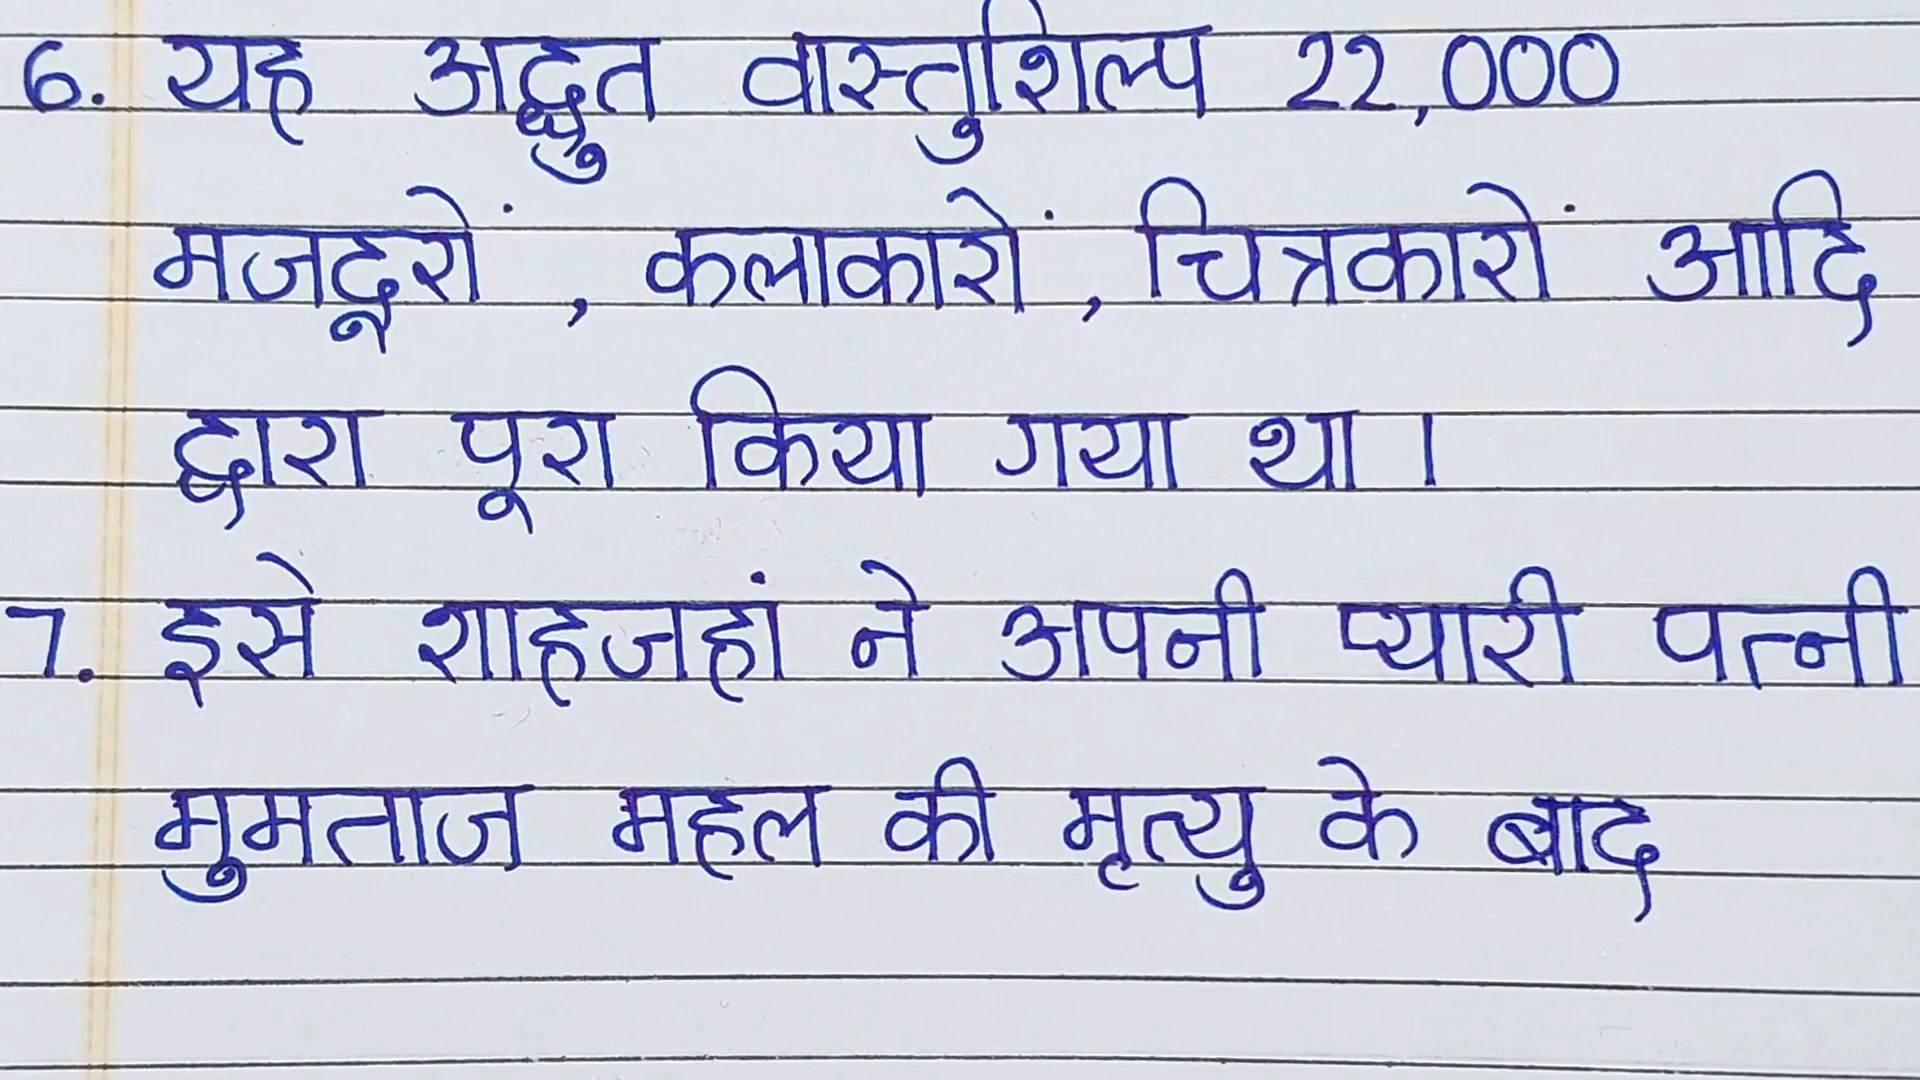 6. यह अद्भुत वास्तुशिल्प 22,000
मजदूरों , कलाकारों , चित्रकारों आदि
द्वारा पूरा किया गया था ।
7. इसे शाहजहां ने अपनी प्यारी पत्नी
मुमताज महल की मृत्यु के बाद